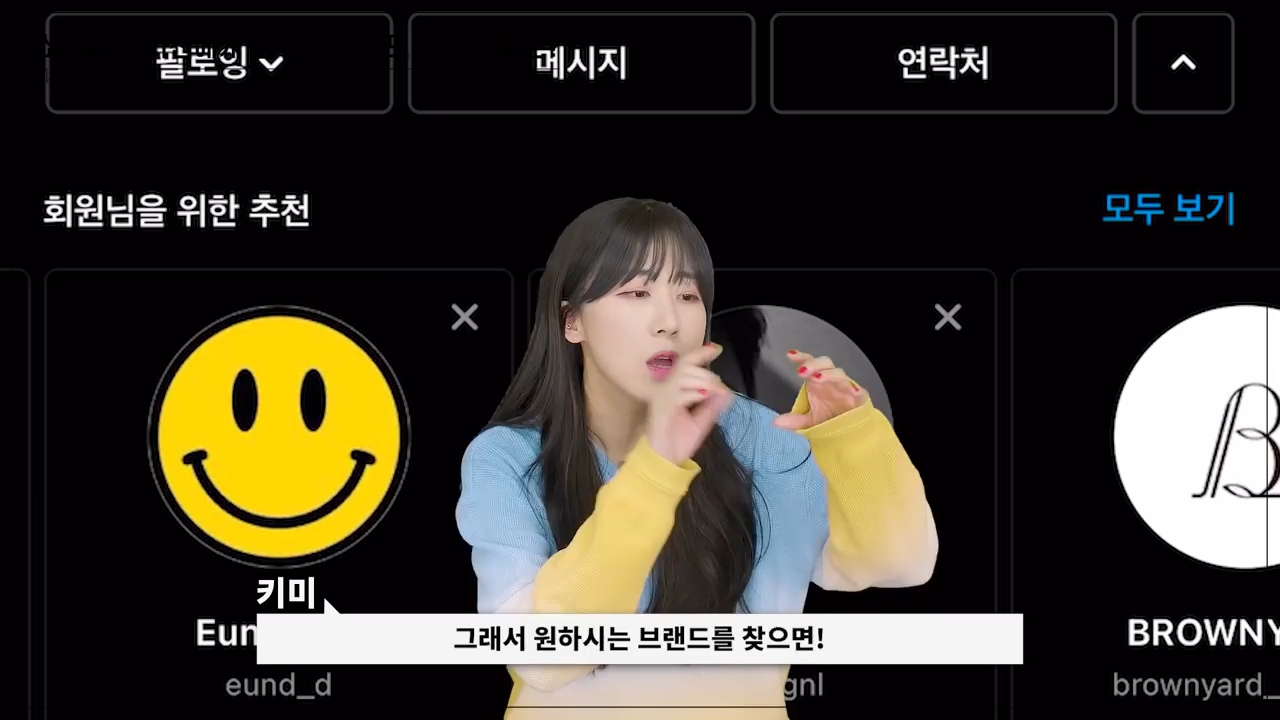 팔로잉
메시지
연락처
회원님을 위한 추천
모두 보기
B
키미
그래서 원하시는 브랜드를 찾으면!
eund_d
gnl
BROWNY
brownyard_